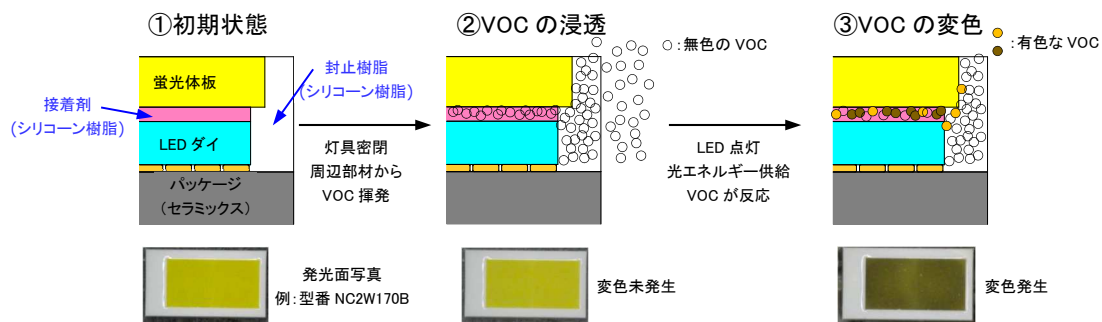 ①初期状態
②VOC の浸透
③VOC の変色
○:無色の VOC
:有色な VOC
蛍光体板
封止樹脂
(シリコーン樹脂)
接着剤
(シリコーン樹脂)
LED ダイ
パッケージ
(セラミックス)
灯具密閉
周辺部材から
VOC 揮発
LED 点灯
光エネルギー供給
VOC が反応
発光面写真
例:型番 NC2W170B
変色未発生
変色発生